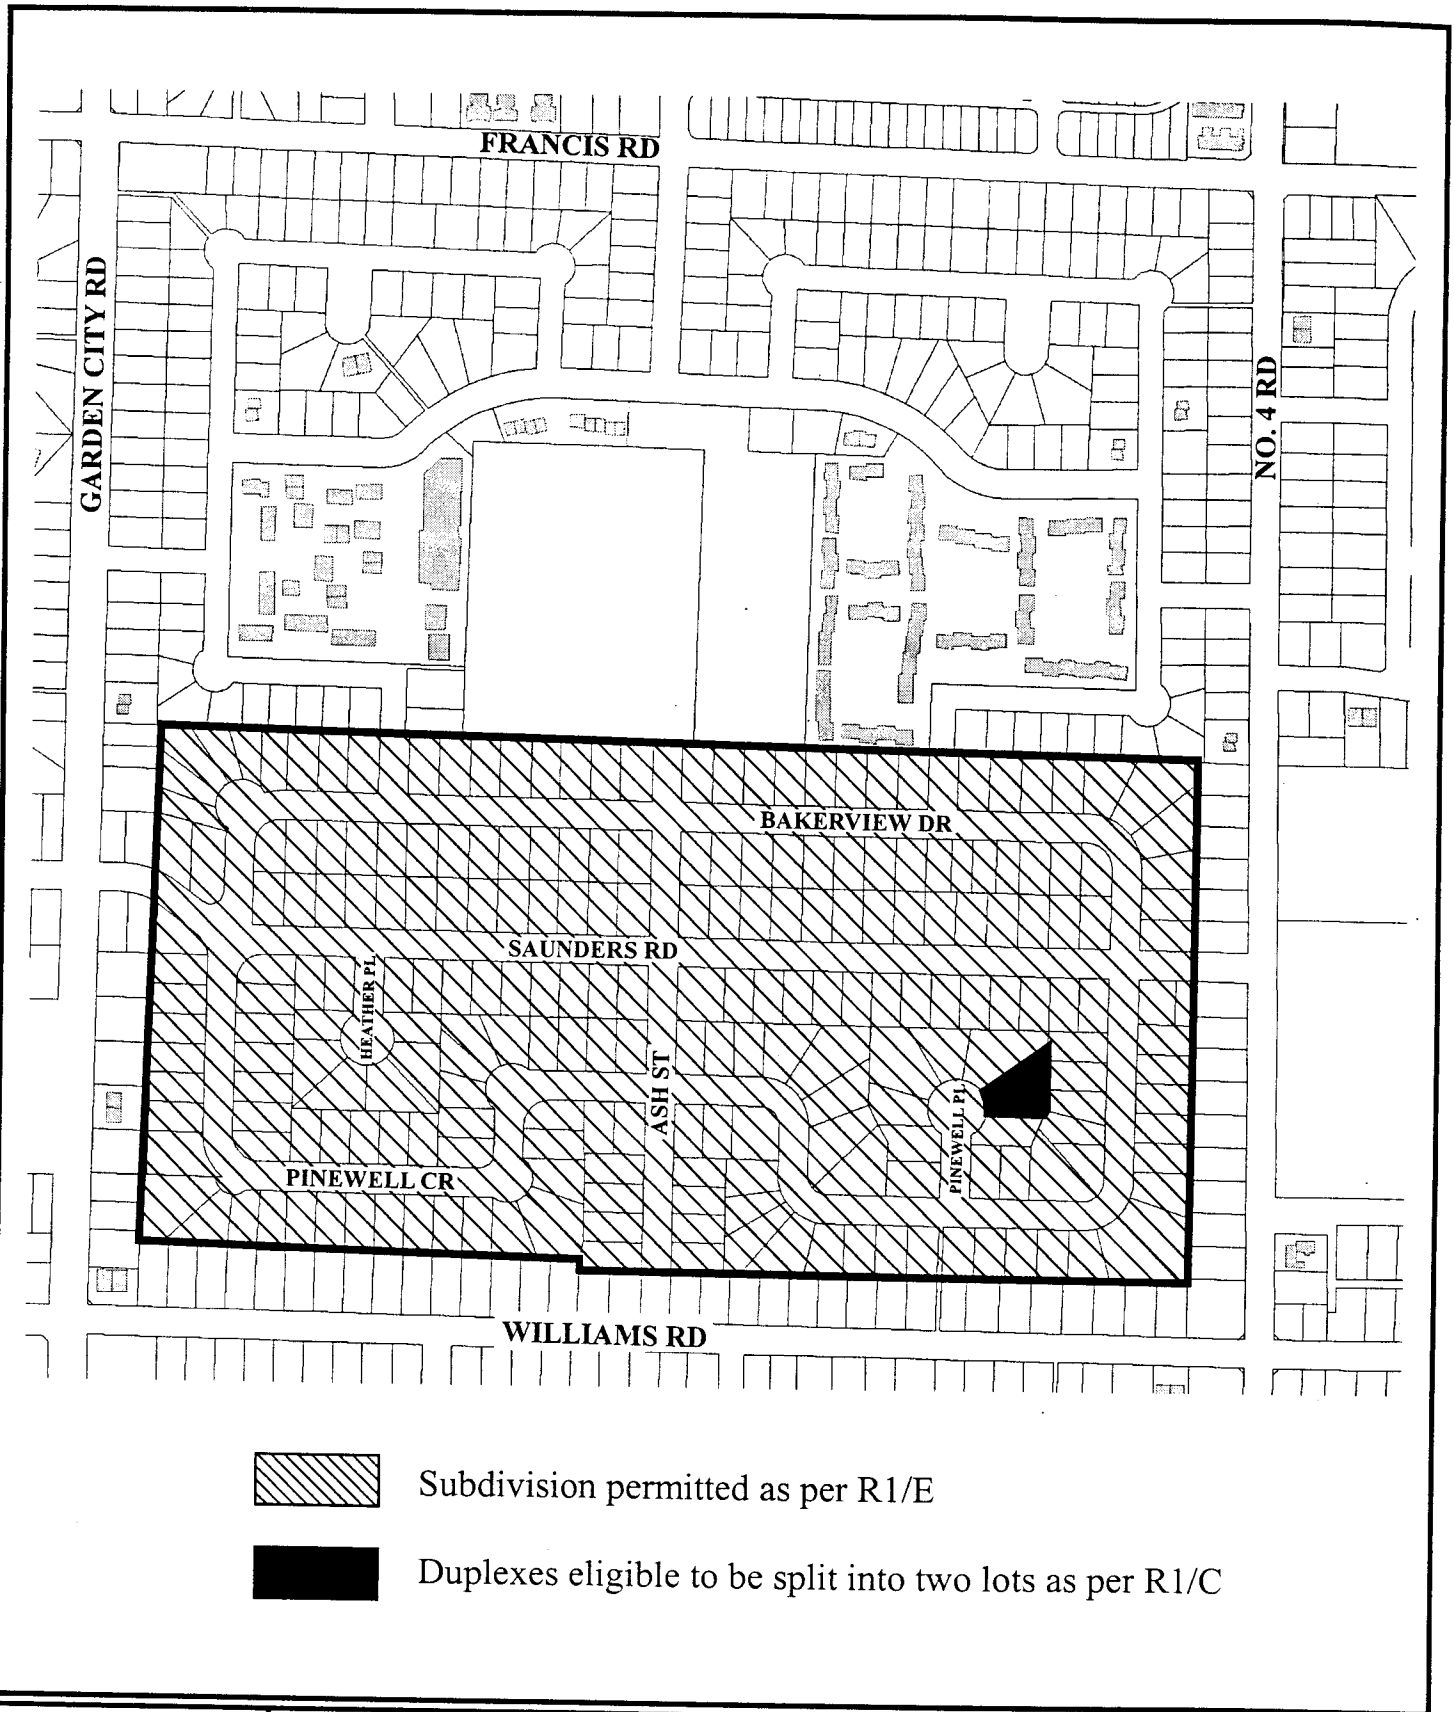 FRANCIS RD
GARDEN CITY RD
NO. 4 RD
BAKERVIEW DR
SAUNDERS RD
HEATHER PL
ASH ST
PINEWELL PL
PINEWELL CR
WILLIAMS RD
Subdivision permitted as per R1/E
Duplexes eligible to be split into two lots as per R1/C